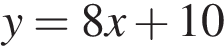 y = 8x + 10